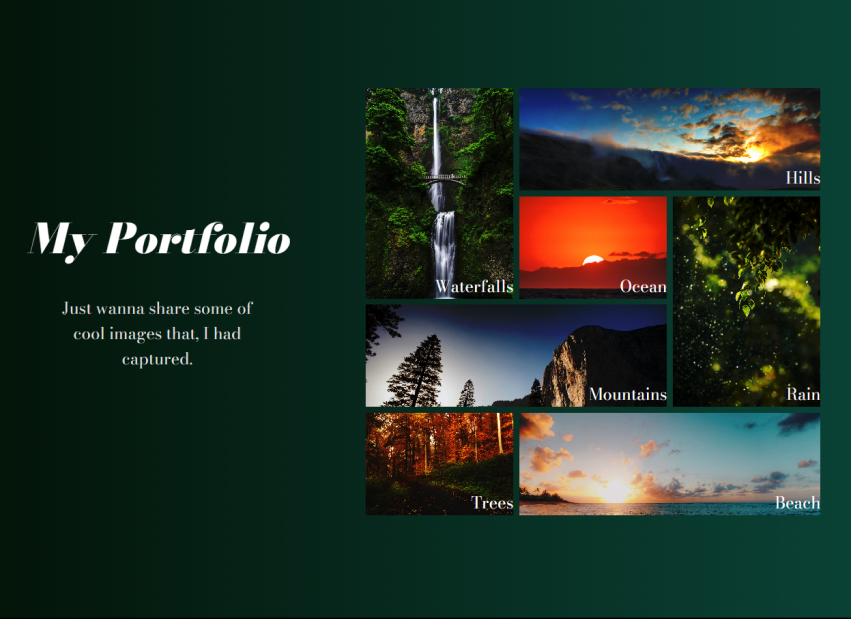 My Portfolio
Just wanna share some of
cool images that, I had
captured.
Waterfalls
Hills
Ocean
Rain
Mountains
Trees
Beach